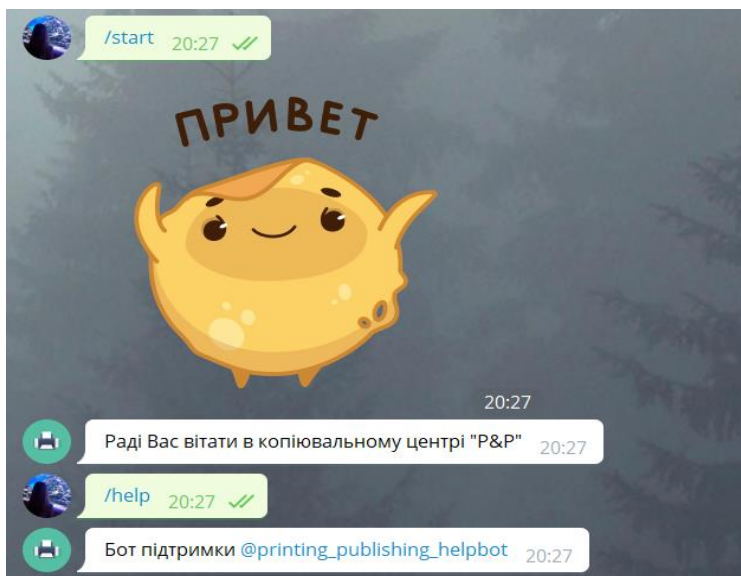 /start 20:27
ПРИВЕТ
20:27
Раді Вас вітати в копіювальному центрі "P&P" 20:27
/help 20:27
Бот підтримки @printing_publishing_helpbot 20:27